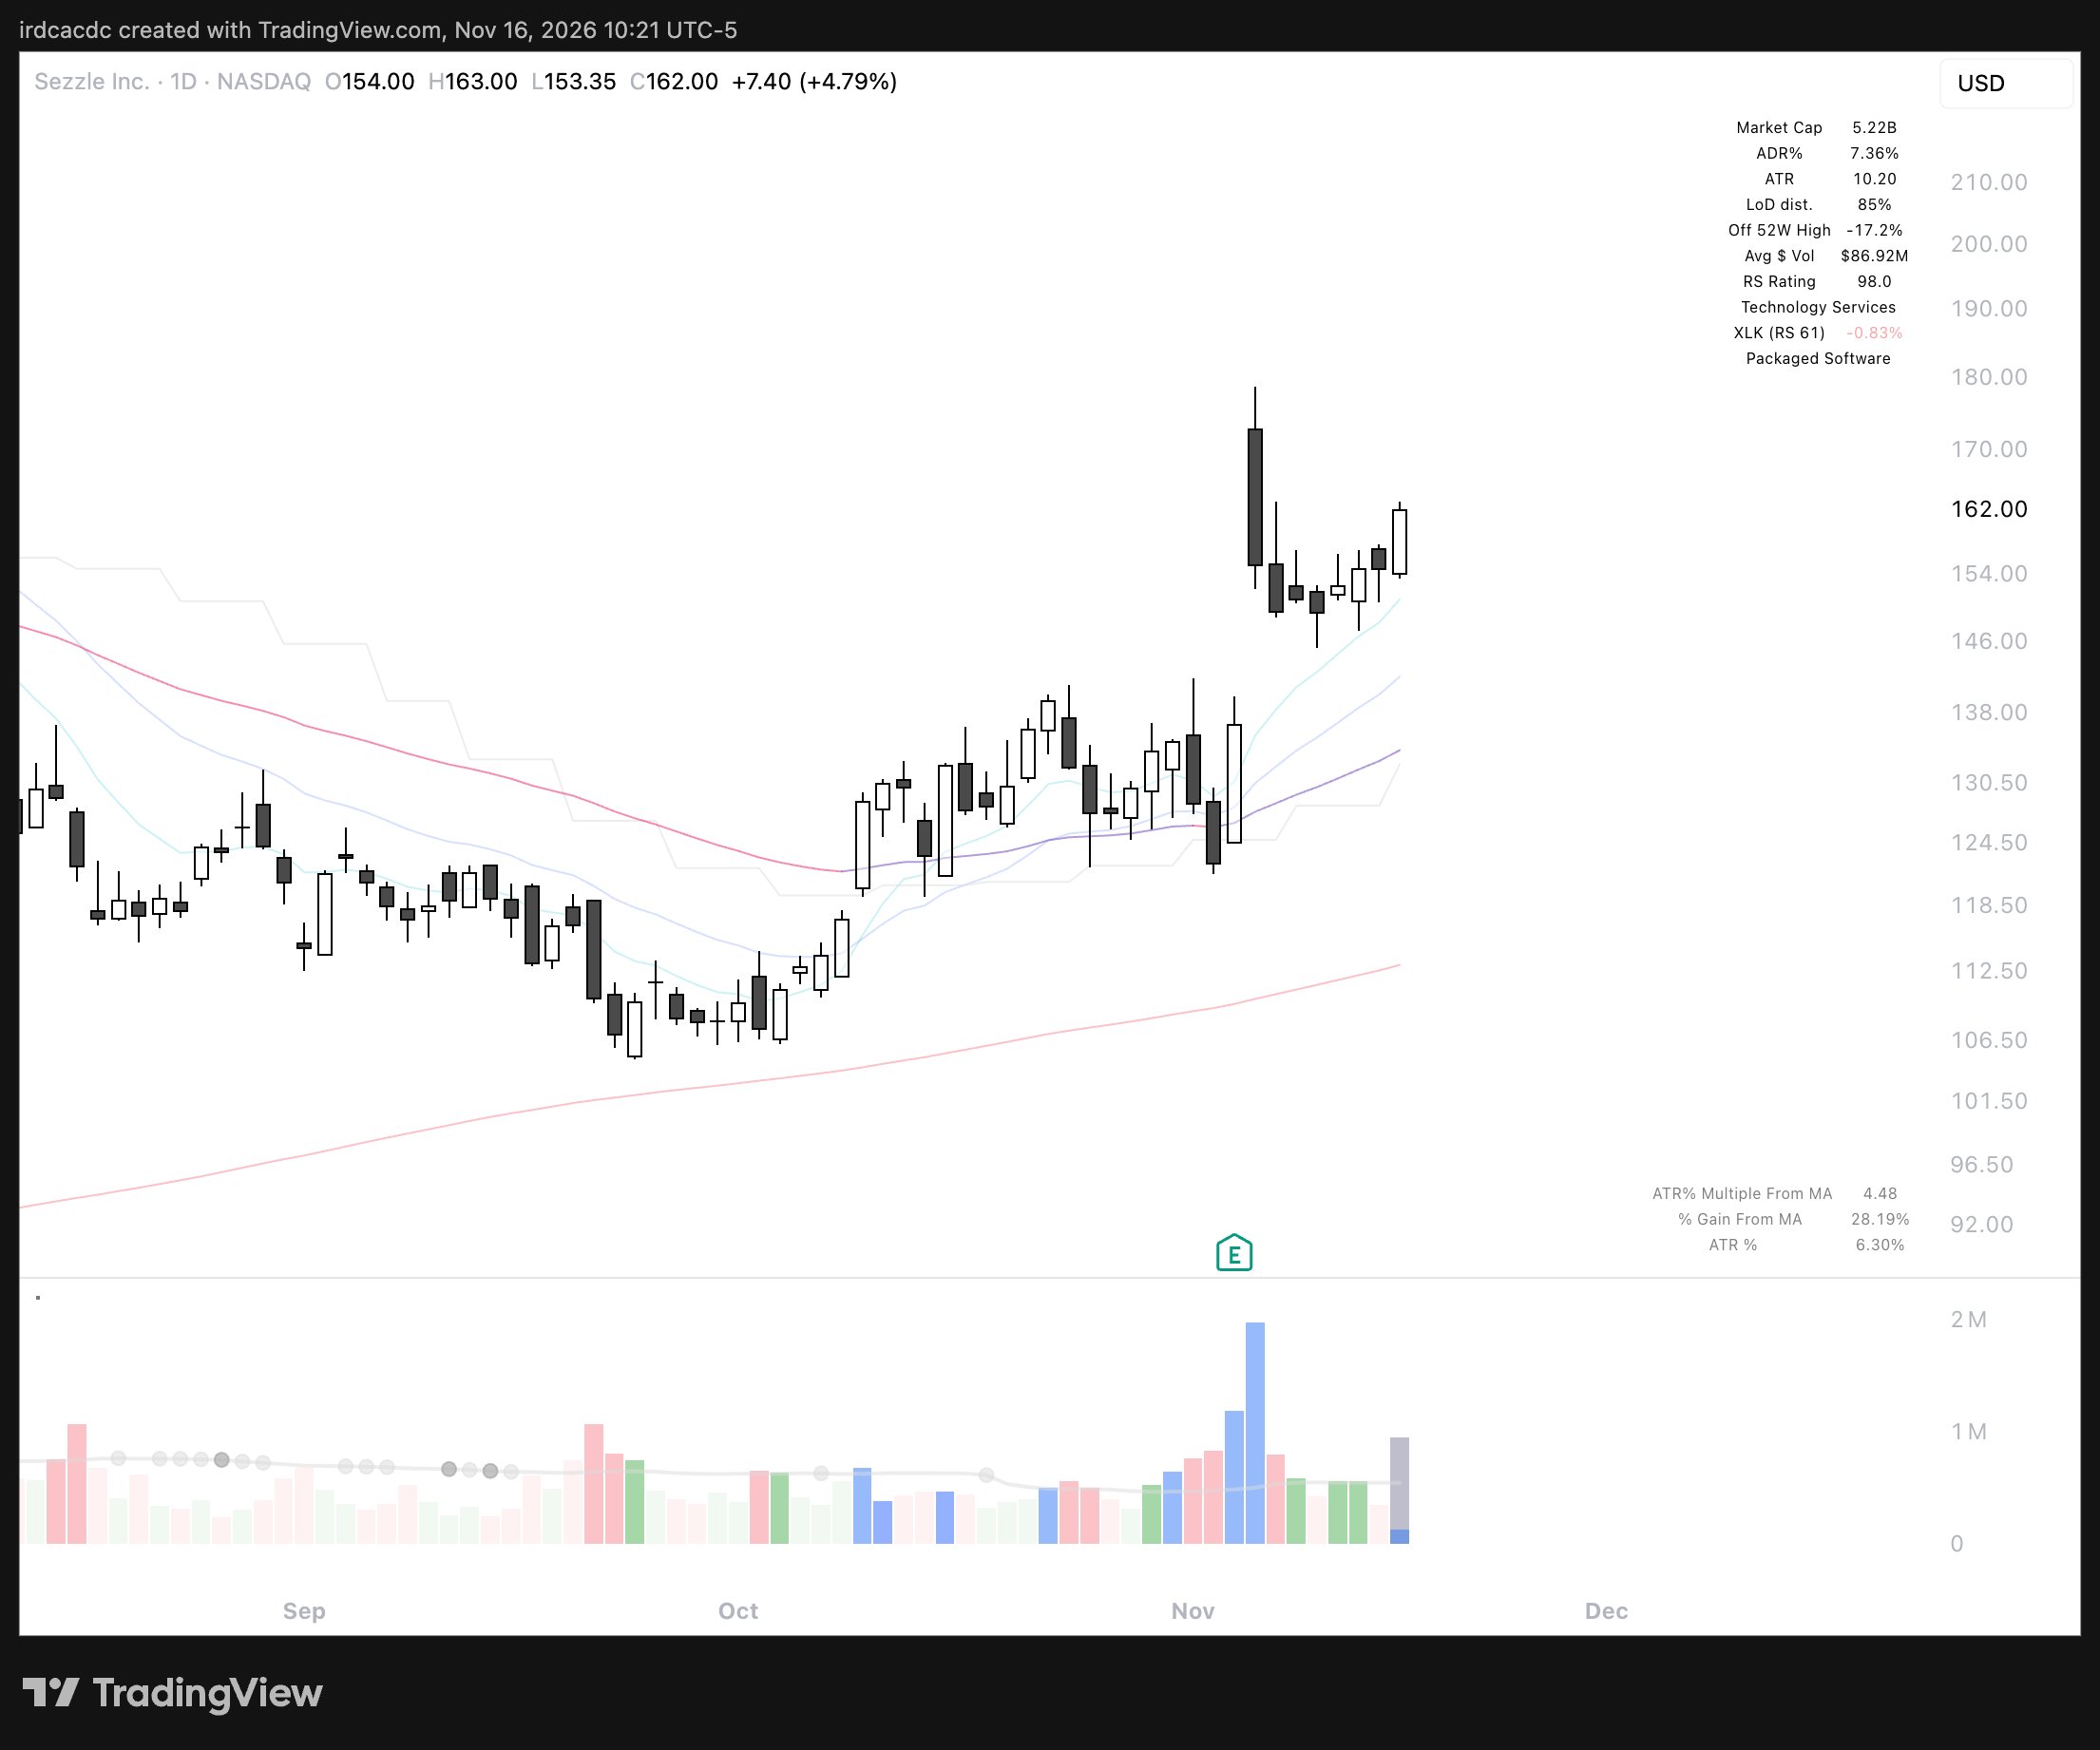 irdcacdc created with TradingView.com, Nov 16, 2026 10:21 UTC-5
Sezzle Inc. · 1D · NASDAQ O154.00 H163.00 L153.35 C162.00 +7.40 (+4.79%)
USD
Market Cap 5.22B
ADR% 7.36%
ATR 10.20
LoD dist. 85%
Off 52W High -17.2%
Avg $ Vol $86.92M
RS Rating 98.0
Technology Services
XLK (RS 61) -0.83%
Packaged Software
210.00
200.00
190.00
180.00
170.00
162.00
154.00
146.00
138.00
130.50
124.50
118.50
112.50
106.50
101.50
96.50
92.00
ATR% Multiple From MA 4.48
% Gain From MA 28.19%
ATR % 6.30%
E
2 M
1 M
0
Sep Oct Nov Dec
TradingView